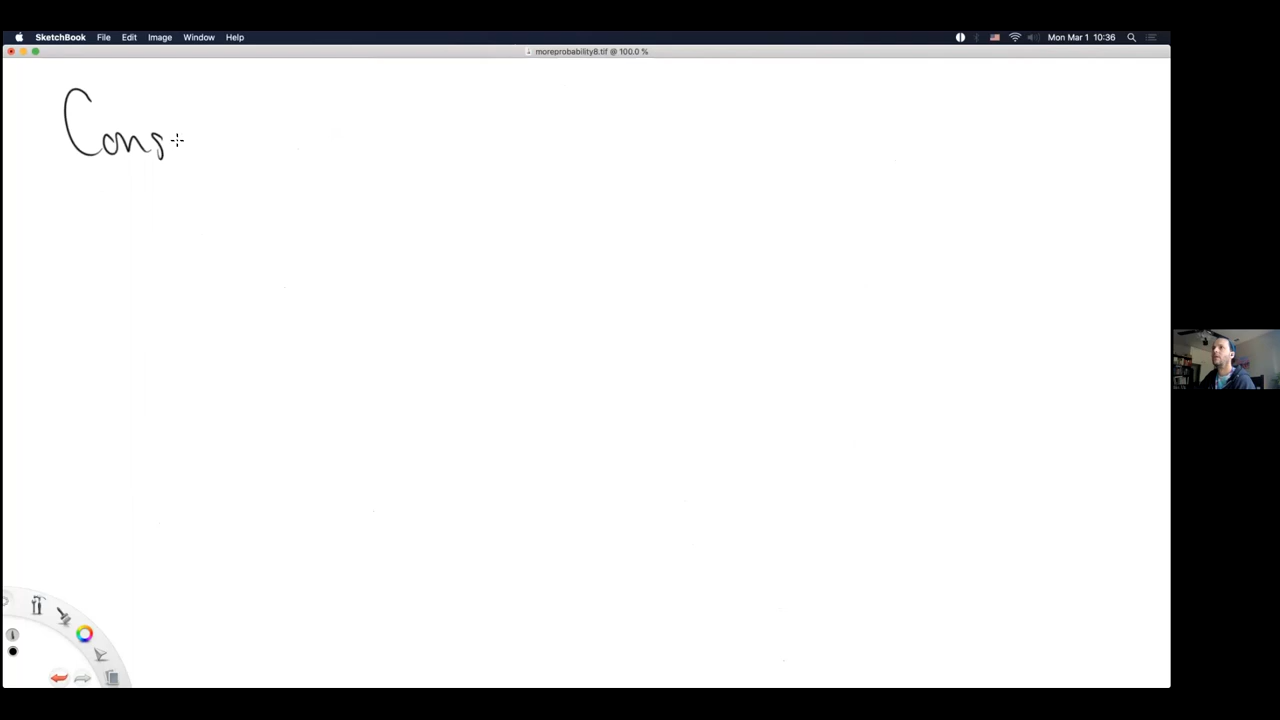 SketchBook File Edit Image Window Help Mon Mar 1 10:36
moreprobability8.tif @ 100.0 %
Cons